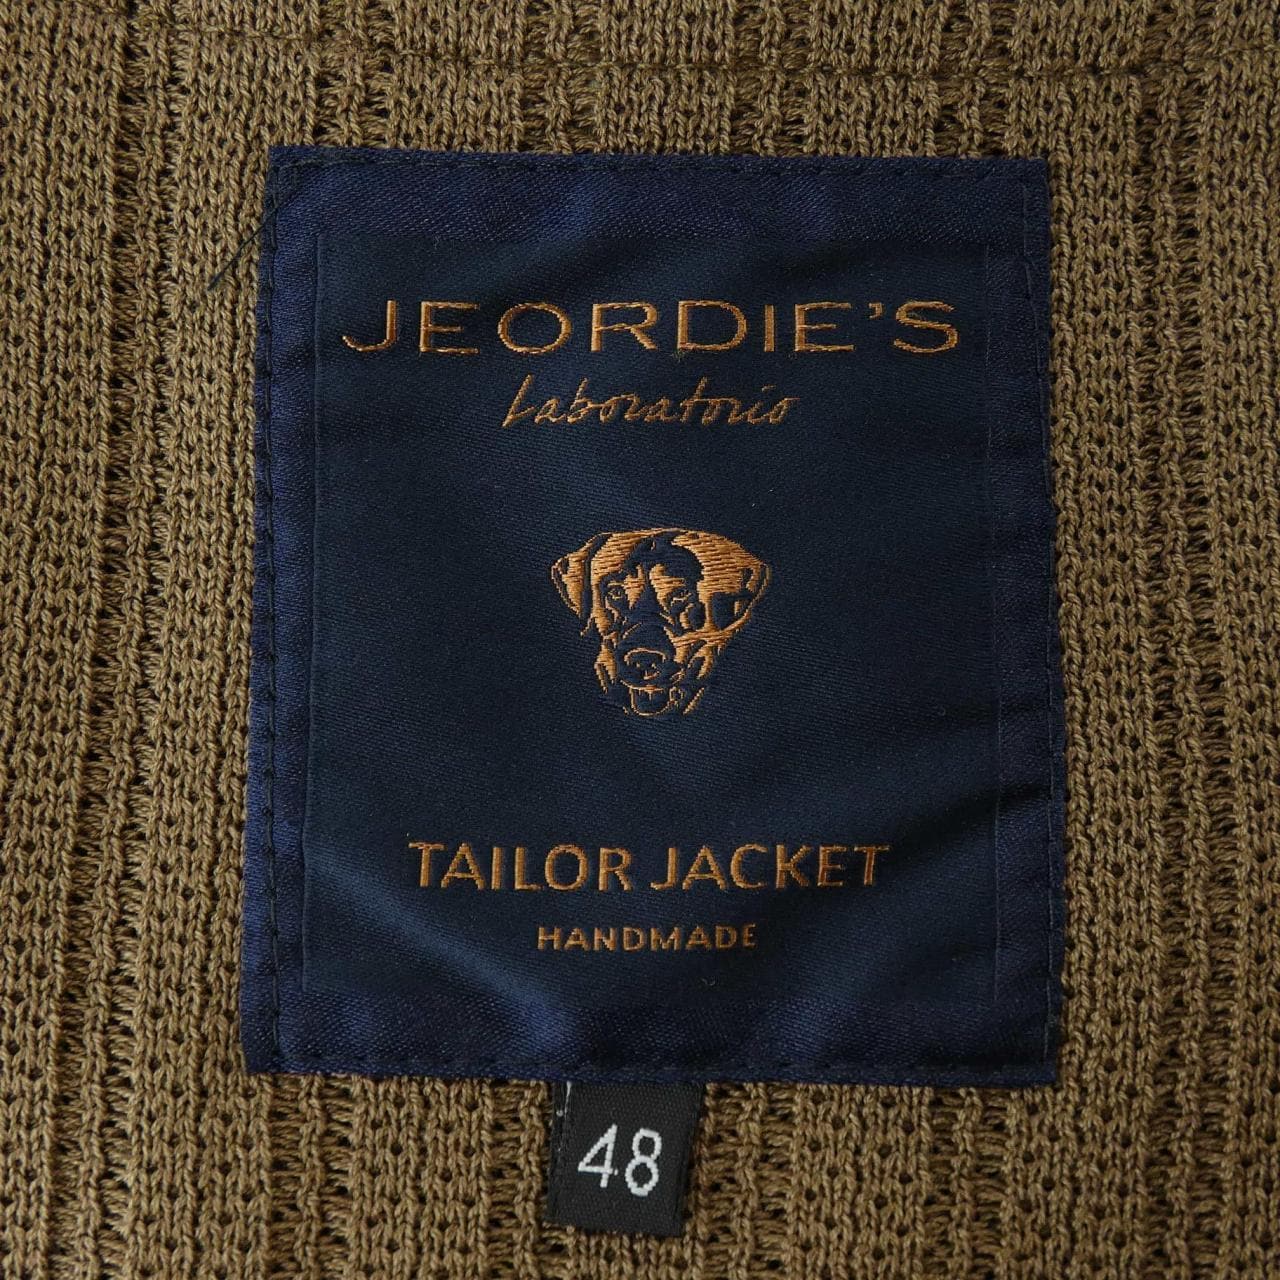 JEORDIE'S
Laboratorio
TAILOR JACKET
HANDMADE
48